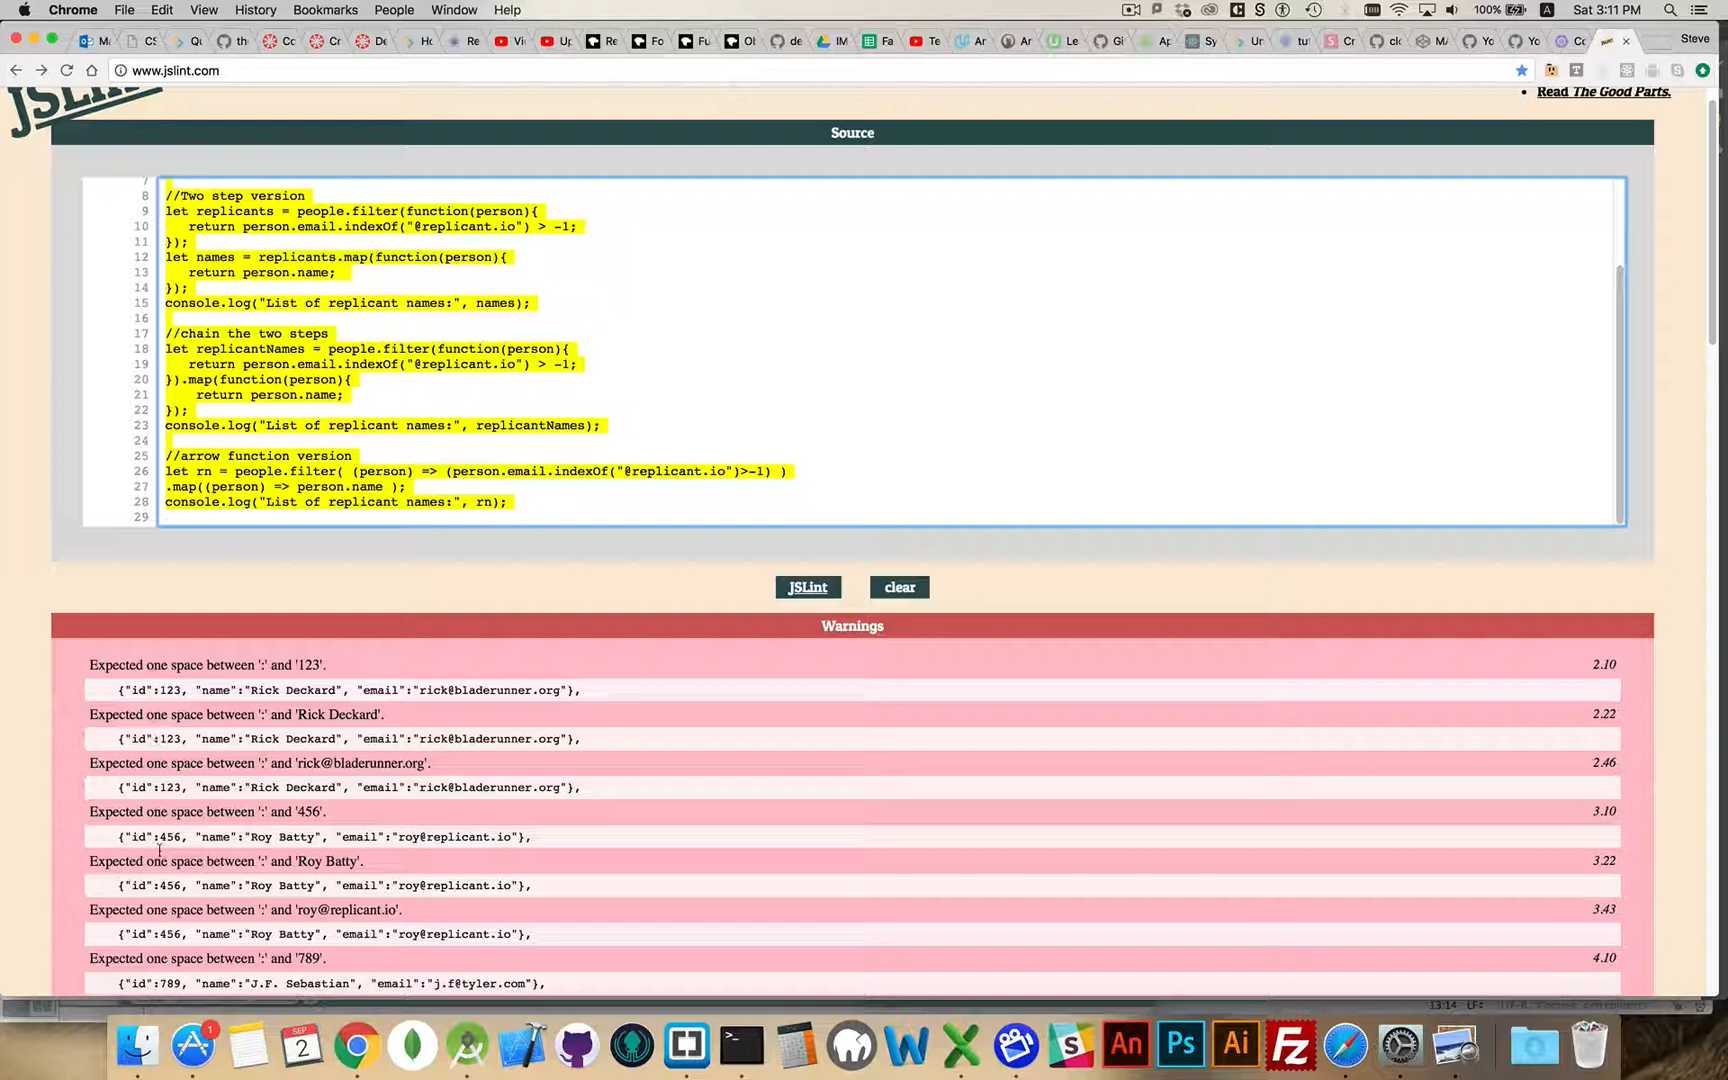 Chrome File Edit View History Bookmarks People Window Help 100% Sat 3:11 PM
Steve
www.jslint.com
JSLint
Read The Good Parts.
Source
7
8 //Two step version
9 let replicants = people.filter(function(person){
10 return person.email.indexOf("@replicant.io") > -1;
11 });
12 let names = replicants.map(function(person){
13 return person.name;
14 });
15 console.log("List of replicant names:", names);
16
17 //chain the two steps
18 let replicantNames = people.filter(function(person){
19 return person.email.indexOf("@replicant.io") > -1;
20 }).map(function(person){
21 return person.name;
22 });
23 console.log("List of replicant names:", replicantNames);
24
25 //arrow function version
26 let rn = people.filter( (person) => (person.email.indexOf("@replicant.io")>-1) )
27 .map((person) => person.name );
28 console.log("List of replicant names:", rn);
29
JSLint clear
Warnings
Expected one space between ':' and '123'. 2.10
{"id":123, "name":"Rick Deckard", "email":"rick@bladerunner.org"},
Expected one space between ':' and 'Rick Deckard'. 2.22
{"id":123, "name":"Rick Deckard", "email":"rick@bladerunner.org"},
Expected one space between ':' and 'rick@bladerunner.org'. 2.46
{"id":123, "name":"Rick Deckard", "email":"rick@bladerunner.org"},
Expected one space between ':' and '456'. 3.10
{"id":456, "name":"Roy Batty", "email":"roy@replicant.io"},
Expected one space between ':' and 'Roy Batty'. 3.22
{"id":456, "name":"Roy Batty", "email":"roy@replicant.io"},
Expected one space between ':' and 'roy@replicant.io'. 3.43
{"id":456, "name":"Roy Batty", "email":"roy@replicant.io"},
Expected one space between ':' and '789'. 4.10
{"id":789, "name":"J.F. Sebastian", "email":"j.f@tyler.com"},
13:14
1 SEP 2 An Ps Ai Fz